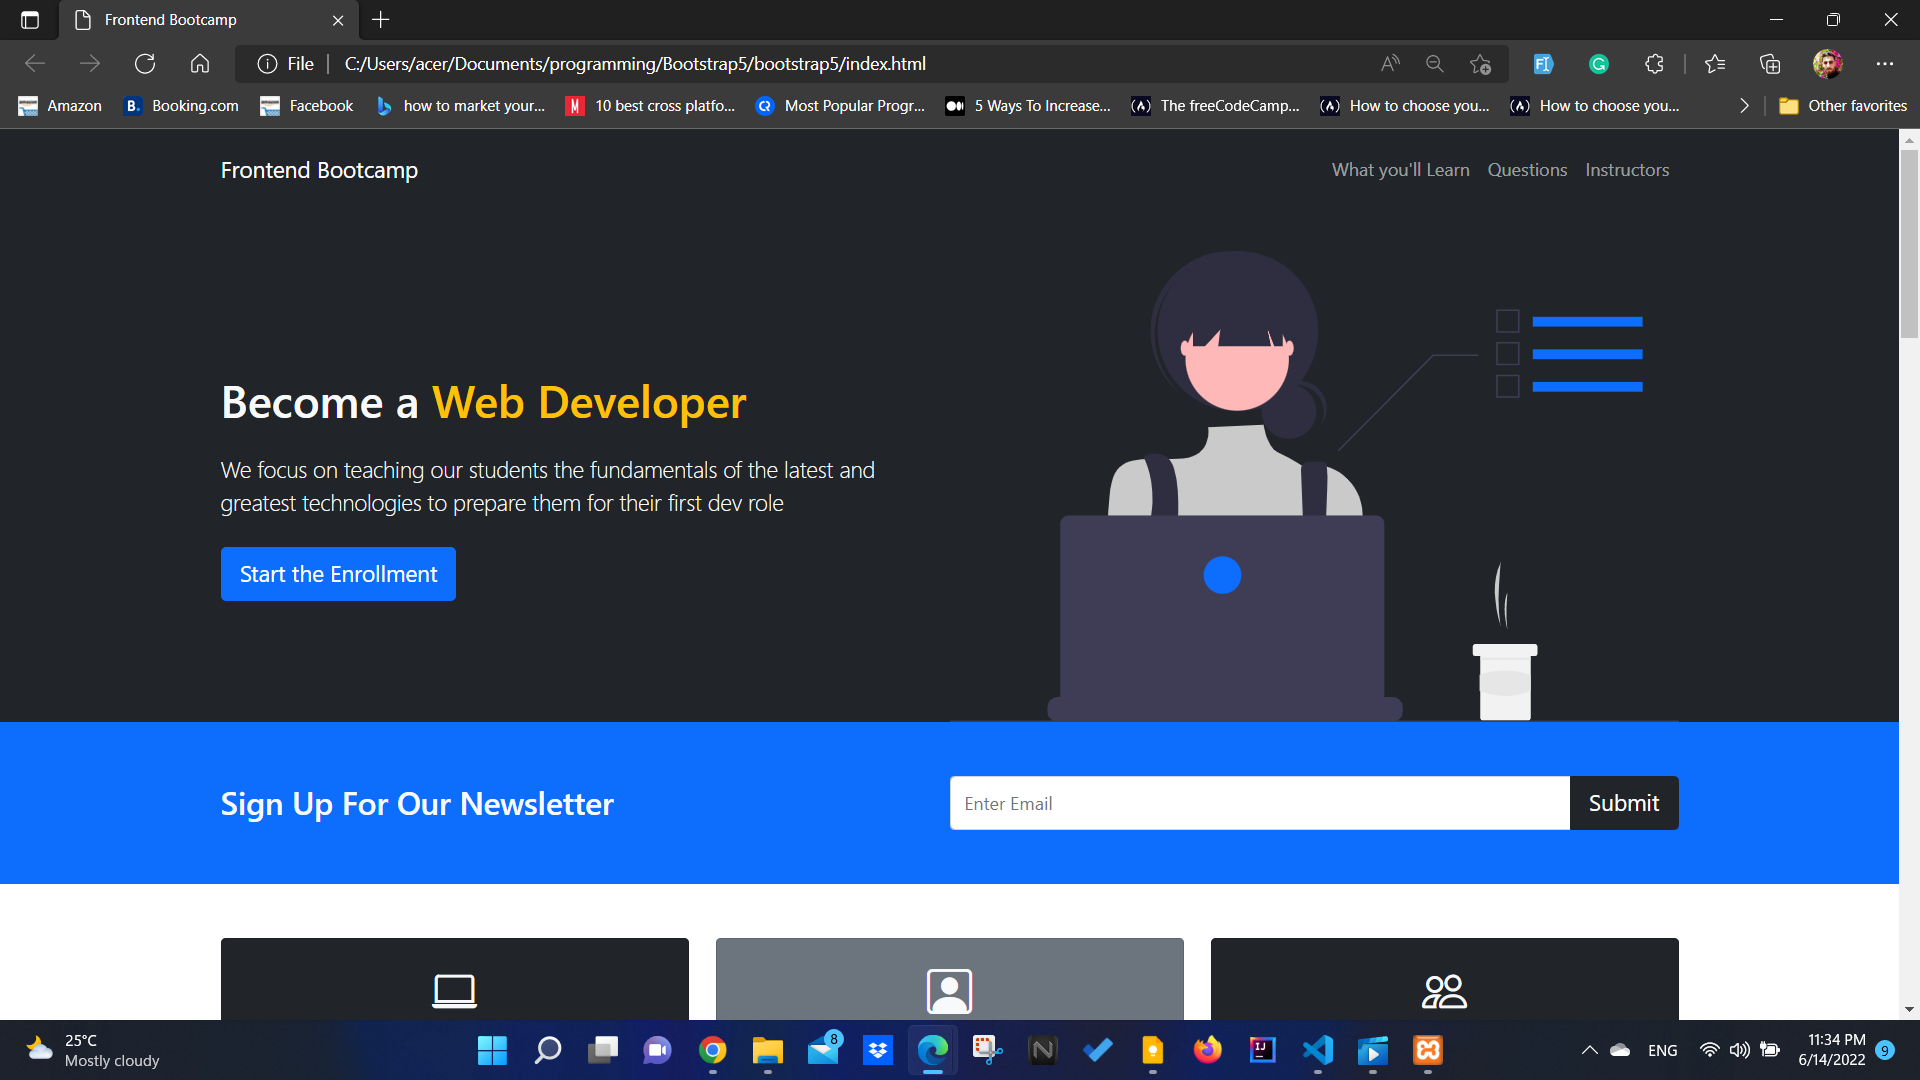 Frontend Bootcamp
File
C:/Users/acer/Documents/programming/Bootstrap5/bootstrap5/index.html
Amazon
Booking.com
Facebook
how to market your...
10 best cross platfo...
Most Popular Progr...
5 Ways To Increase...
The freeCodeCamp...
How to choose you...
How to choose you...
Other favorites
Frontend Bootcamp
What you'll Learn
Questions
Instructors
Become a Web Developer
We focus on teaching our students the fundamentals of the latest and
greatest technologies to prepare them for their first dev role
Start the Enrollment
Sign Up For Our Newsletter
Enter Email
Submit
25°C
Mostly cloudy
8
ENG
11:34 PM
6/14/2022
9